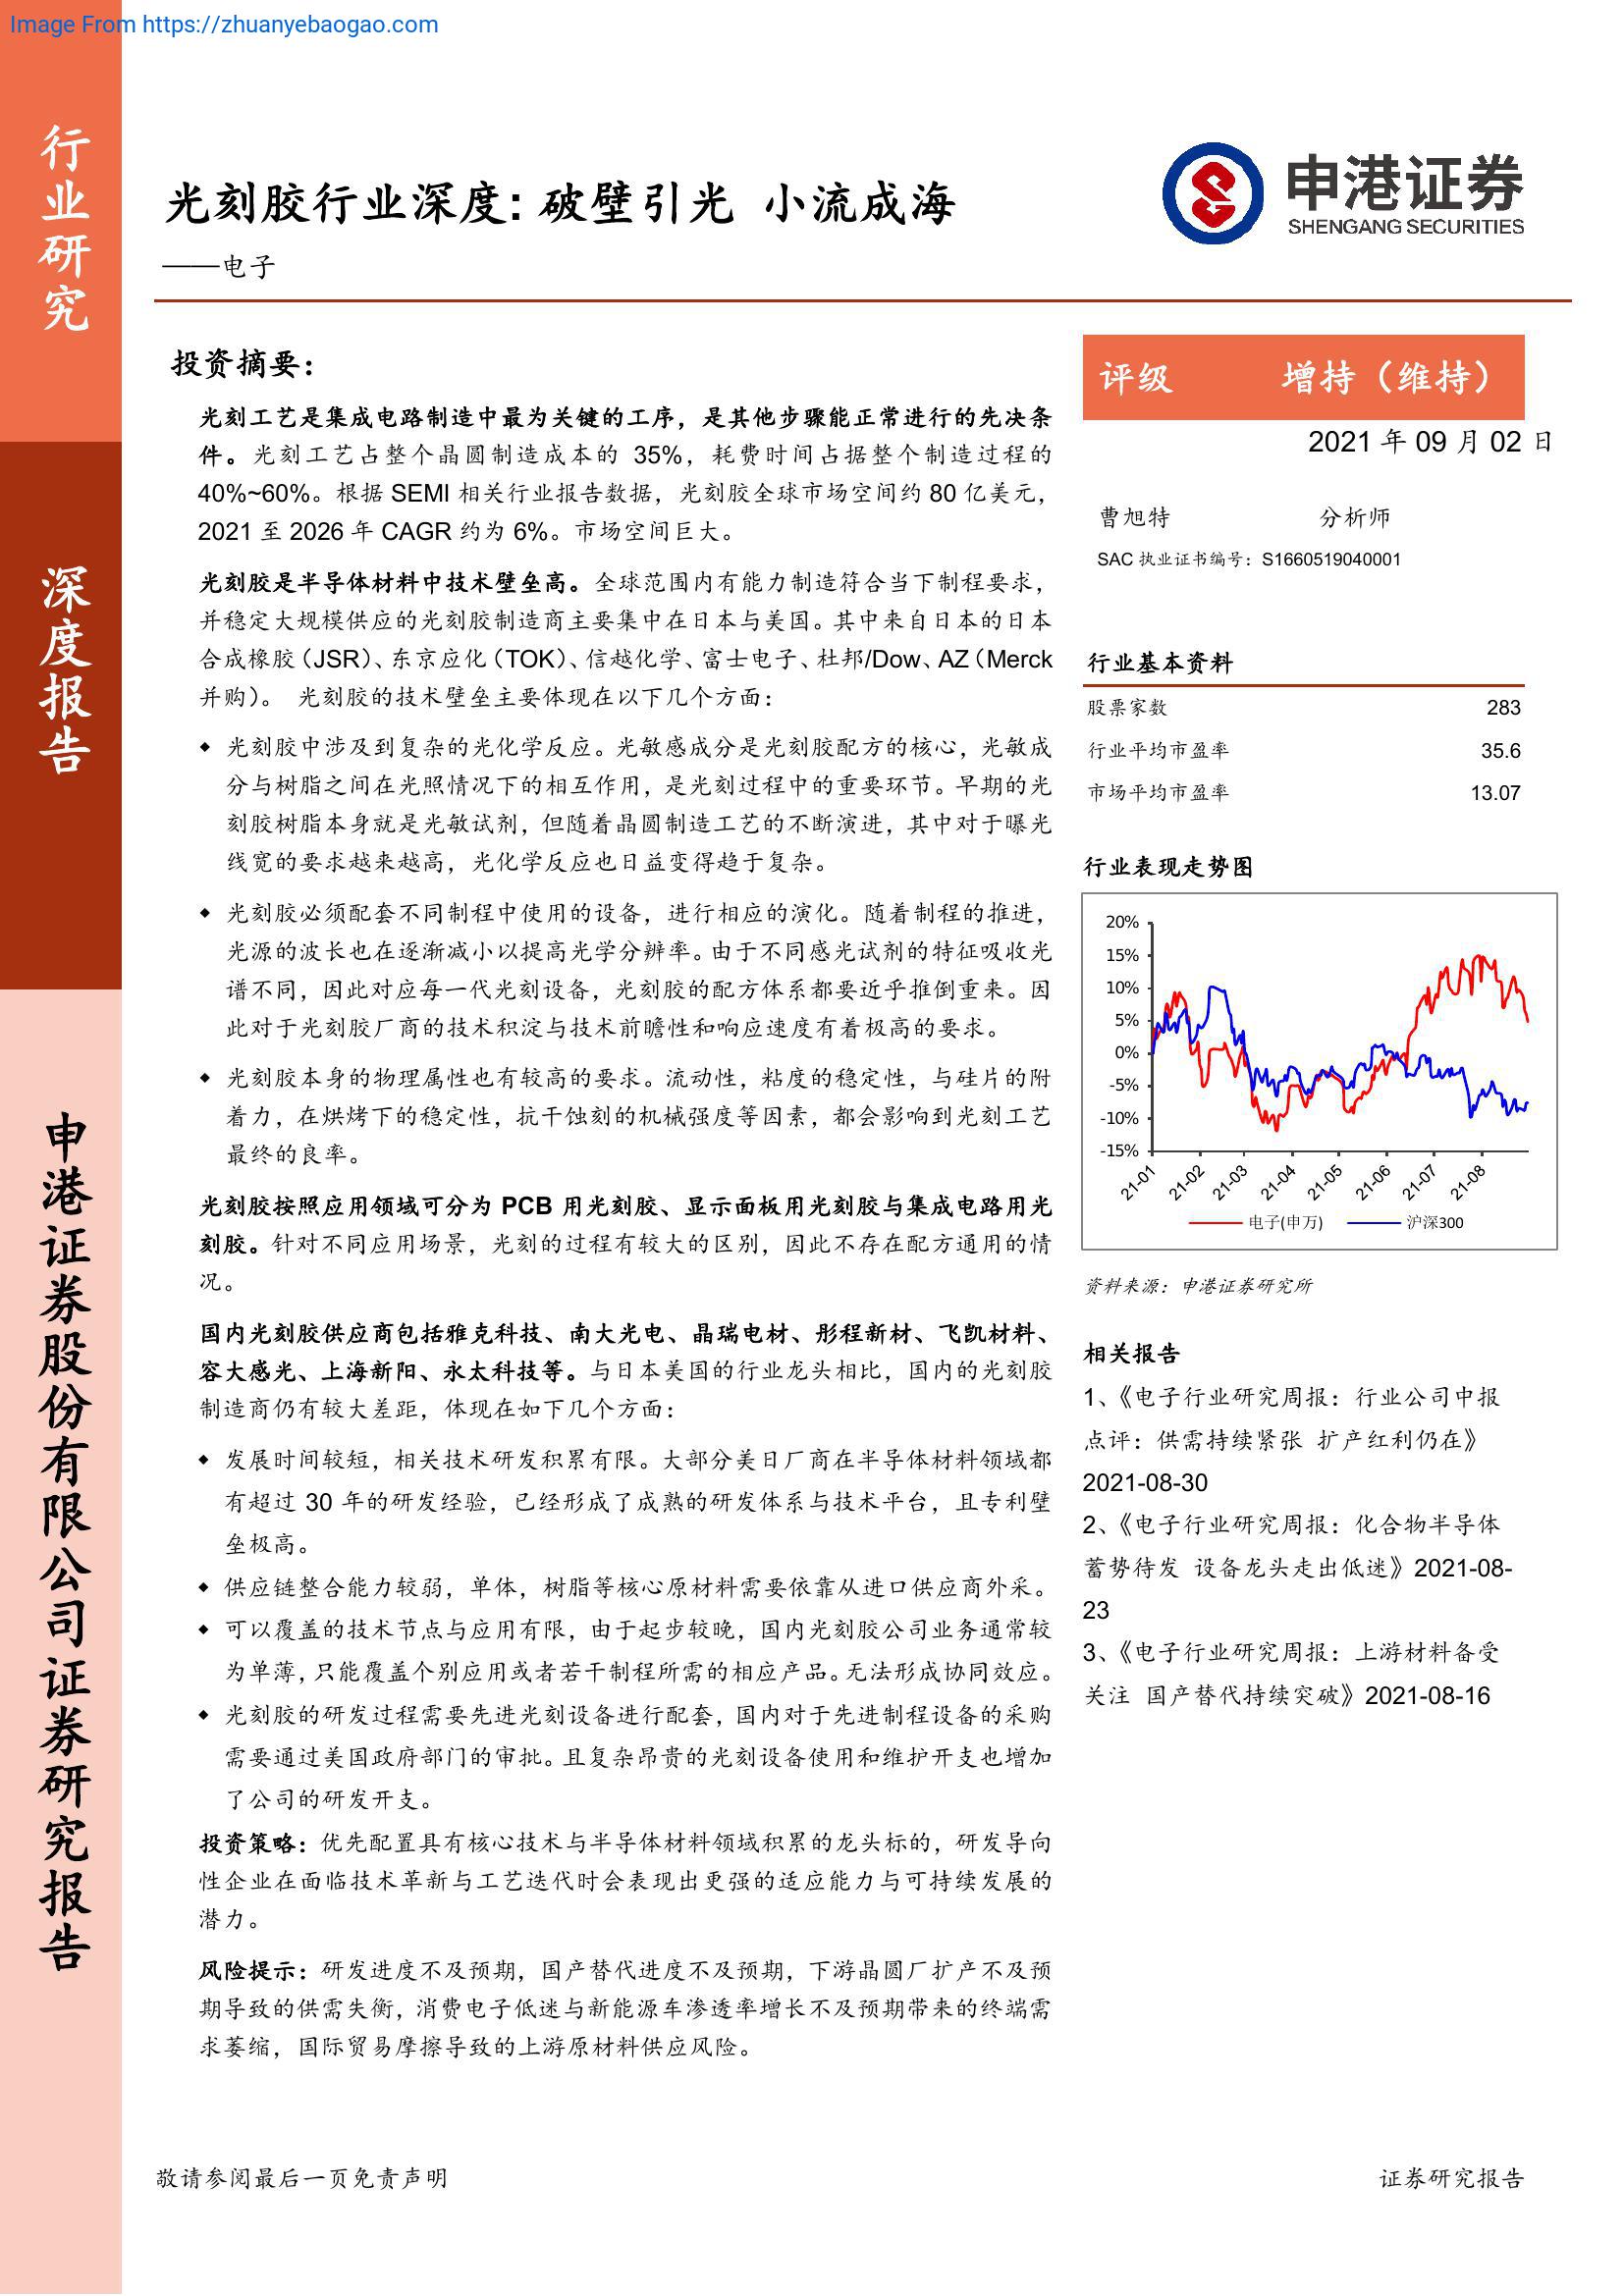 Image From https://zhuanyebaogao.com
行业研究
深度报告
申港证券股份有限公司证券研究报告
光刻胶行业深度：破壁引光 小流成海
——电子
申港证券
SHENGANG SECURITIES
投资摘要：
光刻工艺是集成电路制造中最为关键的工序，是其他步骤能正常进行的先决条
件。光刻工艺占整个晶圆制造成本的 35%，耗费时间占据整个制造过程的
40%~60%。根据 SEMI 相关行业报告数据，光刻胶全球市场空间约 80 亿美元，
2021 至 2026 年 CAGR 约为 6%。市场空间巨大。
光刻胶是半导体材料中技术壁垒高。全球范围内有能力制造符合当下制程要求，
并稳定大规模供应的光刻胶制造商主要集中在日本与美国。其中来自日本的日本
合成橡胶（JSR）、东京应化（TOK）、信越化学、富士电子、杜邦/Dow、AZ（Merck
并购）。 光刻胶的技术壁垒主要体现在以下几个方面：
◆ 光刻胶中涉及到复杂的光化学反应。光敏感成分是光刻胶配方的核心，光敏成
分与树脂之间在光照情况下的相互作用，是光刻过程中的重要环节。早期的光
刻胶树脂本身就是光敏试剂，但随着晶圆制造工艺的不断演进，其中对于曝光
线宽的要求越来越高，光化学反应也日益变得趋于复杂。
◆ 光刻胶必须配套不同制程中使用的设备，进行相应的演化。随着制程的推进，
光源的波长也在逐渐减小以提高光学分辨率。由于不同感光试剂的特征吸收光
谱不同，因此对应每一代光刻设备，光刻胶的配方体系都要近乎推倒重来。因
此对于光刻胶厂商的技术积淀与技术前瞻性和响应速度有着极高的要求。
◆ 光刻胶本身的物理属性也有较高的要求。流动性，粘度的稳定性，与硅片的附
着力，在烘烤下的稳定性，抗干蚀刻的机械强度等因素，都会影响到光刻工艺
最终的良率。
光刻胶按照应用领域可分为 PCB 用光刻胶、显示面板用光刻胶与集成电路用光
刻胶。针对不同应用场景，光刻的过程有较大的区别，因此不存在配方通用的情
况。
国内光刻胶供应商包括雅克科技、南大光电、晶瑞电材、彤程新材、飞凯材料、
容大感光、上海新阳、永太科技等。与日本美国的行业龙头相比，国内的光刻胶
制造商仍有较大差距，体现在如下几个方面：
◆ 发展时间较短，相关技术研发积累有限。大部分美日厂商在半导体材料领域都
有超过 30 年的研发经验，已经形成了成熟的研发体系与技术平台，且专利壁
垒极高。
◆ 供应链整合能力较弱，单体，树脂等核心原材料需要依靠从进口供应商外采。
◆ 可以覆盖的技术节点与应用有限，由于起步较晚，国内光刻胶公司业务通常较
为单薄，只能覆盖个别应用或者若干制程所需的相应产品。无法形成协同效应。
◆ 光刻胶的研发过程需要先进光刻设备进行配套，国内对于先进制程设备的采购
需要通过美国政府部门的审批。且复杂昂贵的光刻设备使用和维护开支也增加
了公司的研发开支。
投资策略：优先配置具有核心技术与半导体材料领域积累的龙头标的，研发导向
性企业在面临技术革新与工艺迭代时会表现出更强的适应能力与可持续发展的
潜力。
风险提示：研发进度不及预期，国产替代进度不及预期，下游晶圆厂扩产不及预
期导致的供需失衡，消费电子低迷与新能源车渗透率增长不及预期带来的终端需
求萎缩，国际贸易摩擦导致的上游原材料供应风险。
评级 增持（维持）
2021 年 09 月 02 日
曹旭特 分析师
SAC 执业证书编号：S1660519040001
行业基本资料
股票家数 283
行业平均市盈率 35.6
市场平均市盈率 13.07
行业表现走势图
20%
15%
10%
5%
0%
-5%
-10%
-15%
21-01 21-02 21-03 21-04 21-05 21-06 21-07 21-08
电子(申万) 沪深300
资料来源：申港证券研究所
相关报告
1、《电子行业研究周报：行业公司中报
点评：供需持续紧张 扩产红利仍在》
2021-08-30
2、《电子行业研究周报：化合物半导体
蓄势待发 设备龙头走出低迷》2021-08-
23
3、《电子行业研究周报：上游材料备受
关注 国产替代持续突破》2021-08-16
敬请参阅最后一页免责声明
证券研究报告